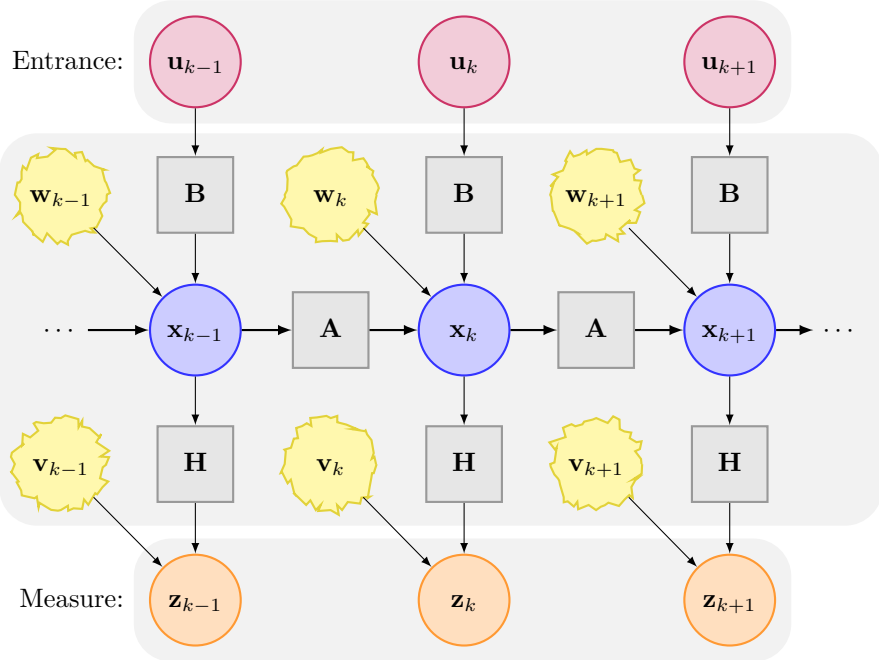 Entrance: u_{k−1} u_k u_{k+1}
w_{k−1} B w_k B w_{k+1} B
⋯ x_{k−1} A x_k A x_{k+1} ⋯
v_{k−1} H v_k H v_{k+1} H
Measure: z_{k−1} z_k z_{k+1}